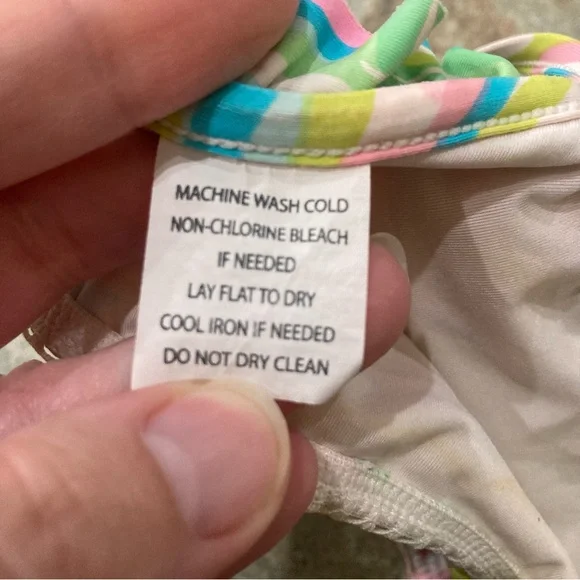 MACHINE WASH COLD
NON-CHLORINE BLEACH
IF NEEDED
LAY FLAT TO DRY
COOL IRON IF NEEDED
DO NOT DRY CLEAN